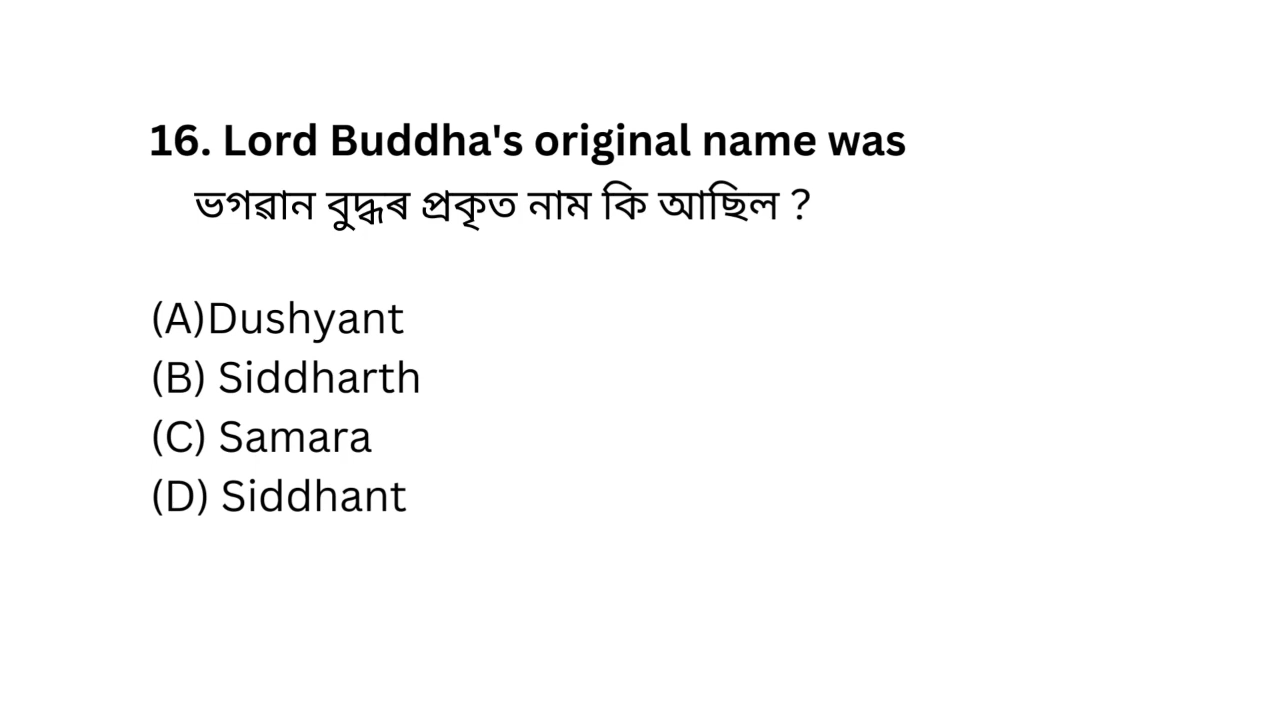 16. Lord Buddha's original name was
ভগৱান বুদ্ধৰ প্ৰকৃত নাম কি আছিল ?
(A)Dushyant
(B) Siddharth
(C) Samara
(D) Siddhant